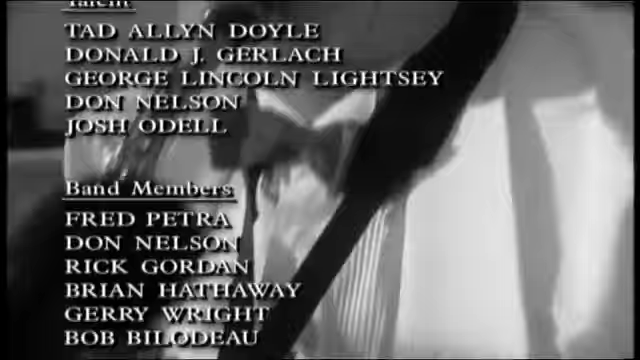 Talent
TAD ALLYN DOYLE
DONALD J. GERLACH
GEORGE LINCOLN LIGHTSEY
DON NELSON
JOSH ODELL
Band Members
FRED PETRA
DON NELSON
RICK GORDAN
BRIAN HATHAWAY
GERRY WRIGHT
BOB BILODEAU